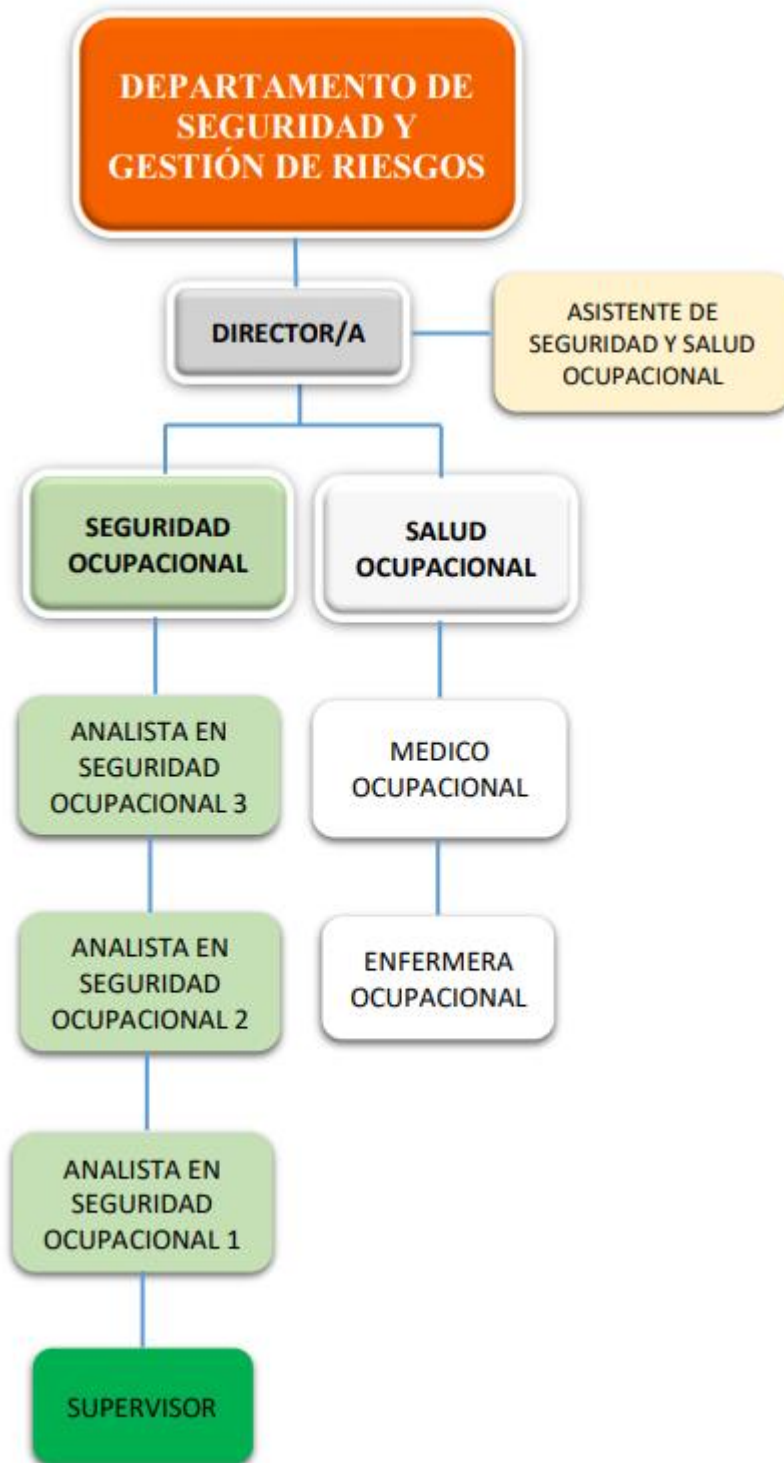 DEPARTAMENTO DE
SEGURIDAD Y
GESTIÓN DE RIESGOS
DIRECTOR/A
ASISTENTE DE
SEGURIDAD Y SALUD
OCUPACIONAL
SEGURIDAD
OCUPACIONAL
SALUD
OCUPACIONAL
ANALISTA EN
SEGURIDAD
OCUPACIONAL 3
MEDICO
OCUPACIONAL
ANALISTA EN
SEGURIDAD
OCUPACIONAL 2
ENFERMERA
OCUPACIONAL
ANALISTA EN
SEGURIDAD
OCUPACIONAL 1
SUPERVISOR